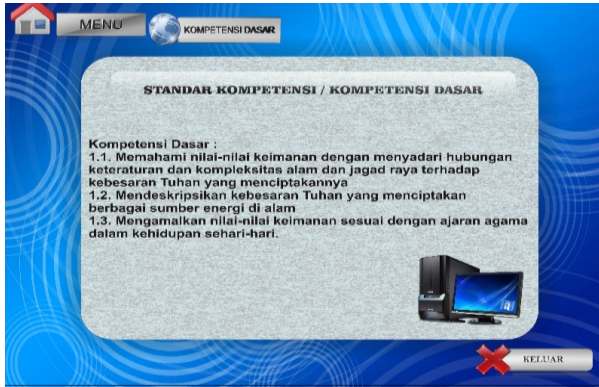 MENU
KOMPETENSI DASAR
STANDAR KOMPETENSI / KOMPETENSI DASAR
Kompetensi Dasar :
1.1. Memahami nilai-nilai keimanan dengan menyadari hubungan
keteraturan dan kompleksitas alam dan jagad raya terhadap
kebesaran Tuhan yang menciptakannya
1.2. Mendeskripsikan kebesaran Tuhan yang menciptakan
berbagai sumber energi di alam
1.3. Mengamalkan nilai-nilai keimanan sesuai dengan ajaran agama
dalam kehidupan sehari-hari.
KELUAR